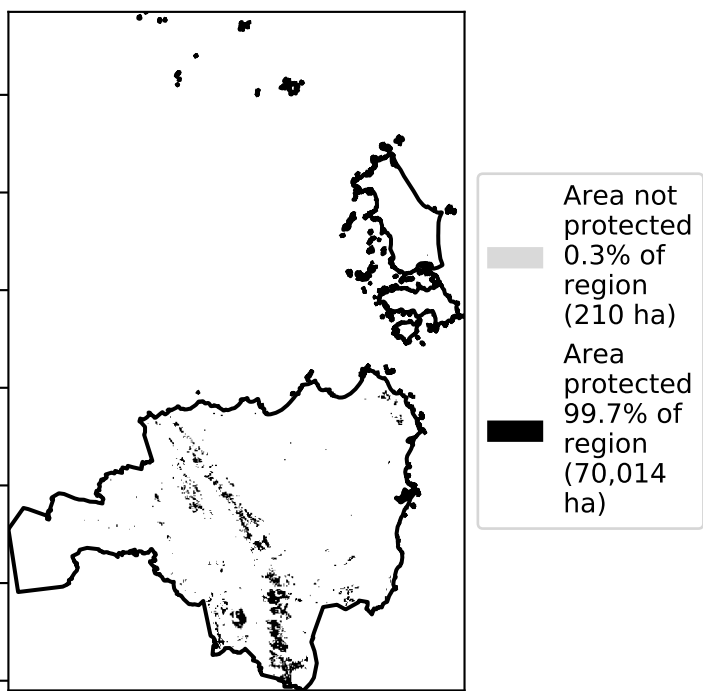 Area not
protected
0.3% of
region
(210 ha)
Area
protected
99.7% of
region
(70,014
ha)